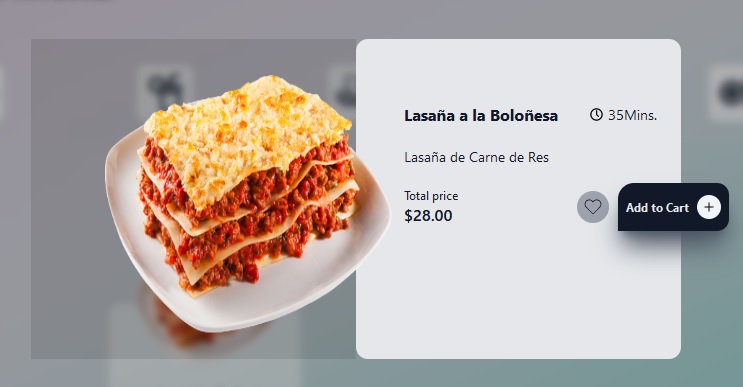 Lasaña a la Boloñesa
35Mins.
Lasaña de Carne de Res
Total price
$28.00
Add to Cart